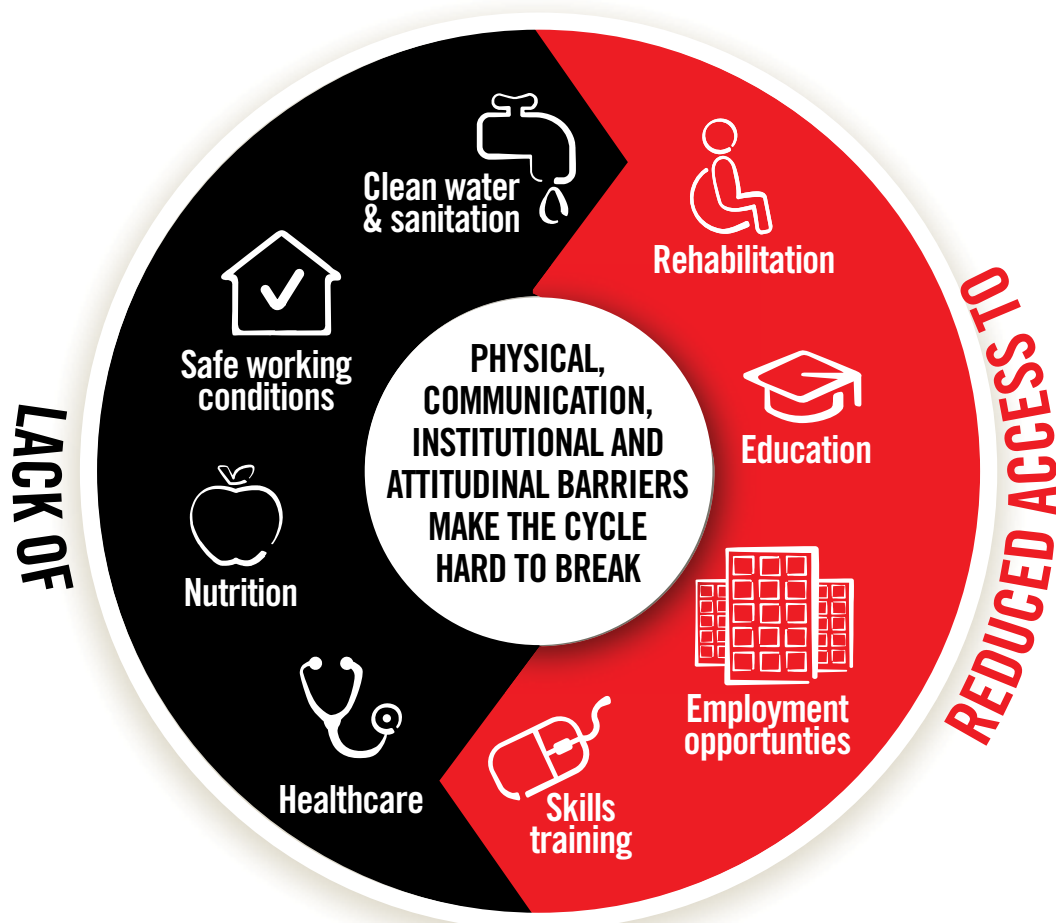 LACK OF
Clean water
& sanitation
Safe working
conditions
Nutrition
Healthcare
PHYSICAL,
COMMUNICATION,
INSTITUTIONAL AND
ATTITUDINAL BARRIERS
MAKE THE CYCLE
HARD TO BREAK
REDUCED ACCESS TO
Rehabilitation
Education
Employment
opportunties
Skills
training